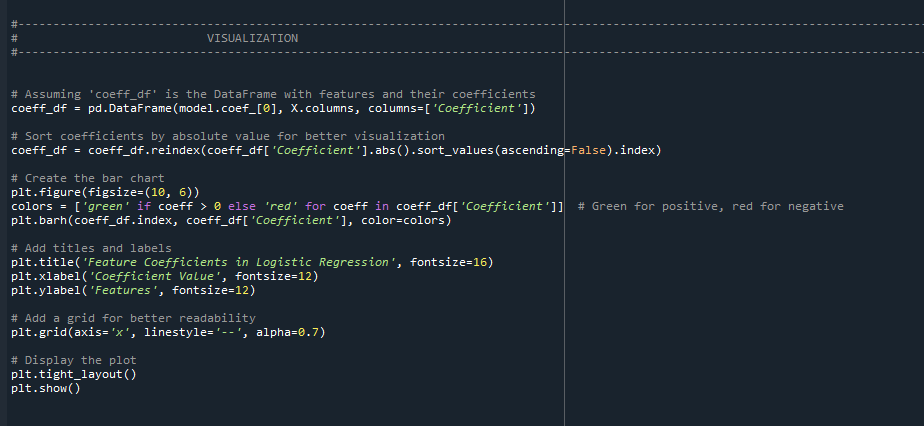 #--------------------------------------------------------------------------------------------------------------------------------
#                           VISUALIZATION
#--------------------------------------------------------------------------------------------------------------------------------
# Assuming 'coeff_df' is the DataFrame with features and their coefficients
coeff_df = pd.DataFrame(model.coef_[0], X.columns, columns=['Coefficient'])
# Sort coefficients by absolute value for better visualization
coeff_df = coeff_df.reindex(coeff_df['Coefficient'].abs().sort_values(ascending=False).index)
# Create the bar chart
plt.figure(figsize=(10, 6))
colors = ['green' if coeff > 0 else 'red' for coeff in coeff_df['Coefficient']]  # Green for positive, red for negative
plt.barh(coeff_df.index, coeff_df['Coefficient'], color=colors)
# Add titles and labels
plt.title('Feature Coefficients in Logistic Regression', fontsize=16)
plt.xlabel('Coefficient Value', fontsize=12)
plt.ylabel('Features', fontsize=12)
# Add a grid for better readability
plt.grid(axis='x', linestyle='--', alpha=0.7)
# Display the plot
plt.tight_layout()
plt.show()